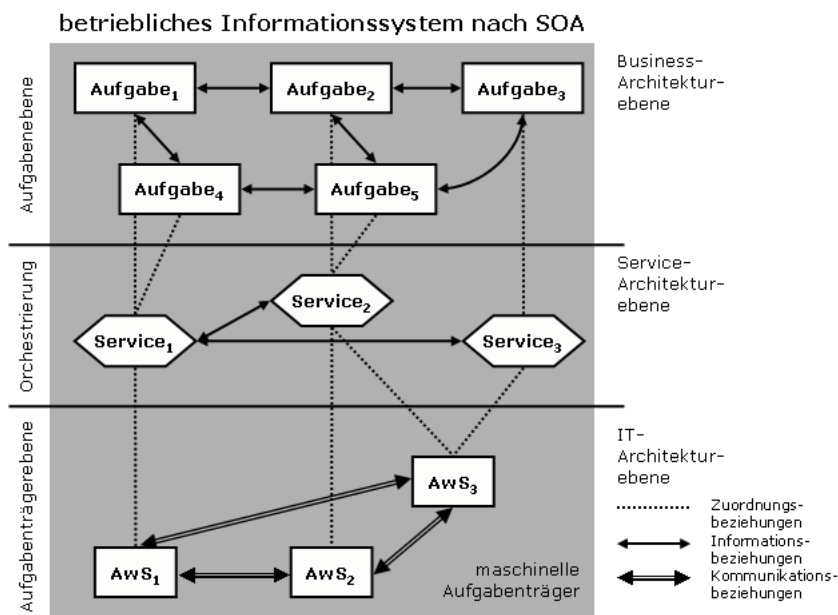 betriebliches Informationssystem nach SOA
Aufgabenebene
Aufgabe1
Aufgabe2
Aufgabe3
Business-
Architektur-
ebene
Aufgabe4
Aufgabe5
Orchestrierung
Service1
Service2
Service3
Service-
Architektur-
ebene
Aufgabenträgerebene
AwS3
AwS1
AwS2
maschinelle
Aufgabenträger
IT-
Architektur-
ebene
Zuordnungs-
beziehungen
Informations-
beziehungen
Kommunikations-
beziehungen